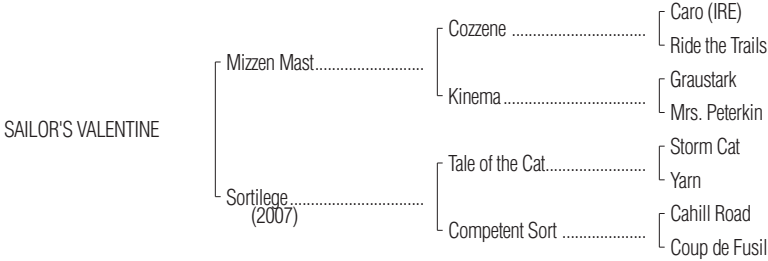 Caro (IRE)
Cozzene ................................
Ride the Trails
Mizzen Mast..........................
Graustark
Kinema..................................
Mrs. Peterkin
SAILOR'S VALENTINE
Storm Cat
Tale of the Cat........................
Yarn
Sortilege................................
(2007)
Cahill Road
Competent Sort ....................
Coup de Fusil